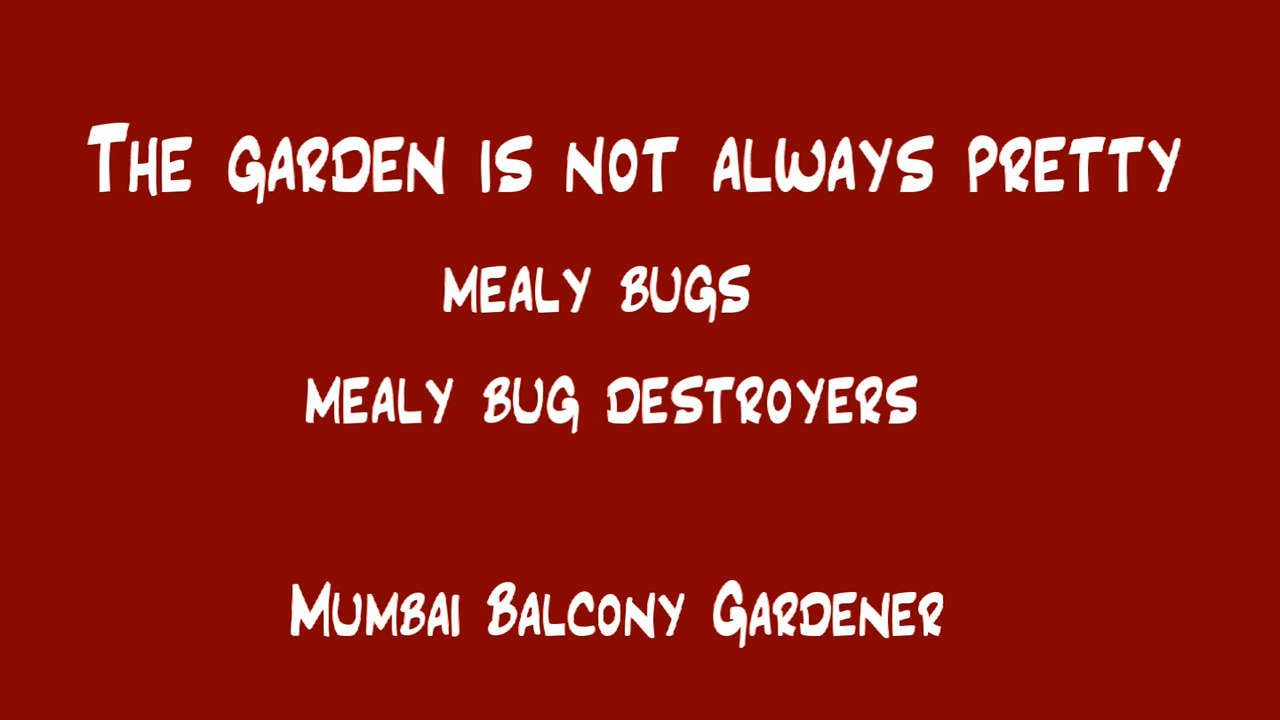 The garden is not always pretty
mealy bugs
mealy bug destroyers
Mumbai Balcony Gardener